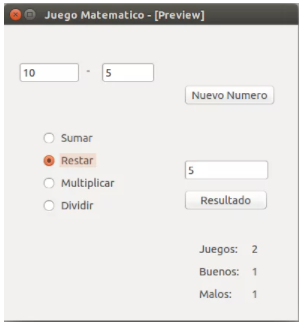 Juego Matematico - [Preview]
10 - 5
Nuevo Numero
Sumar
Restar
Multiplicar
Dividir
5
Resultado
Juegos: 2
Buenos: 1
Malos: 1